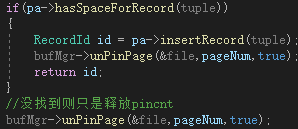 if(pa->hasSpaceForRecord(tuple))
{
RecordId id = pa->insertRecord(tuple);
bufMgr->unPinPage(&file,pageNum,true);
return id;
}
//没找到则只是释放pincnt
bufMgr->unPinPage(&file,pageNum,true);